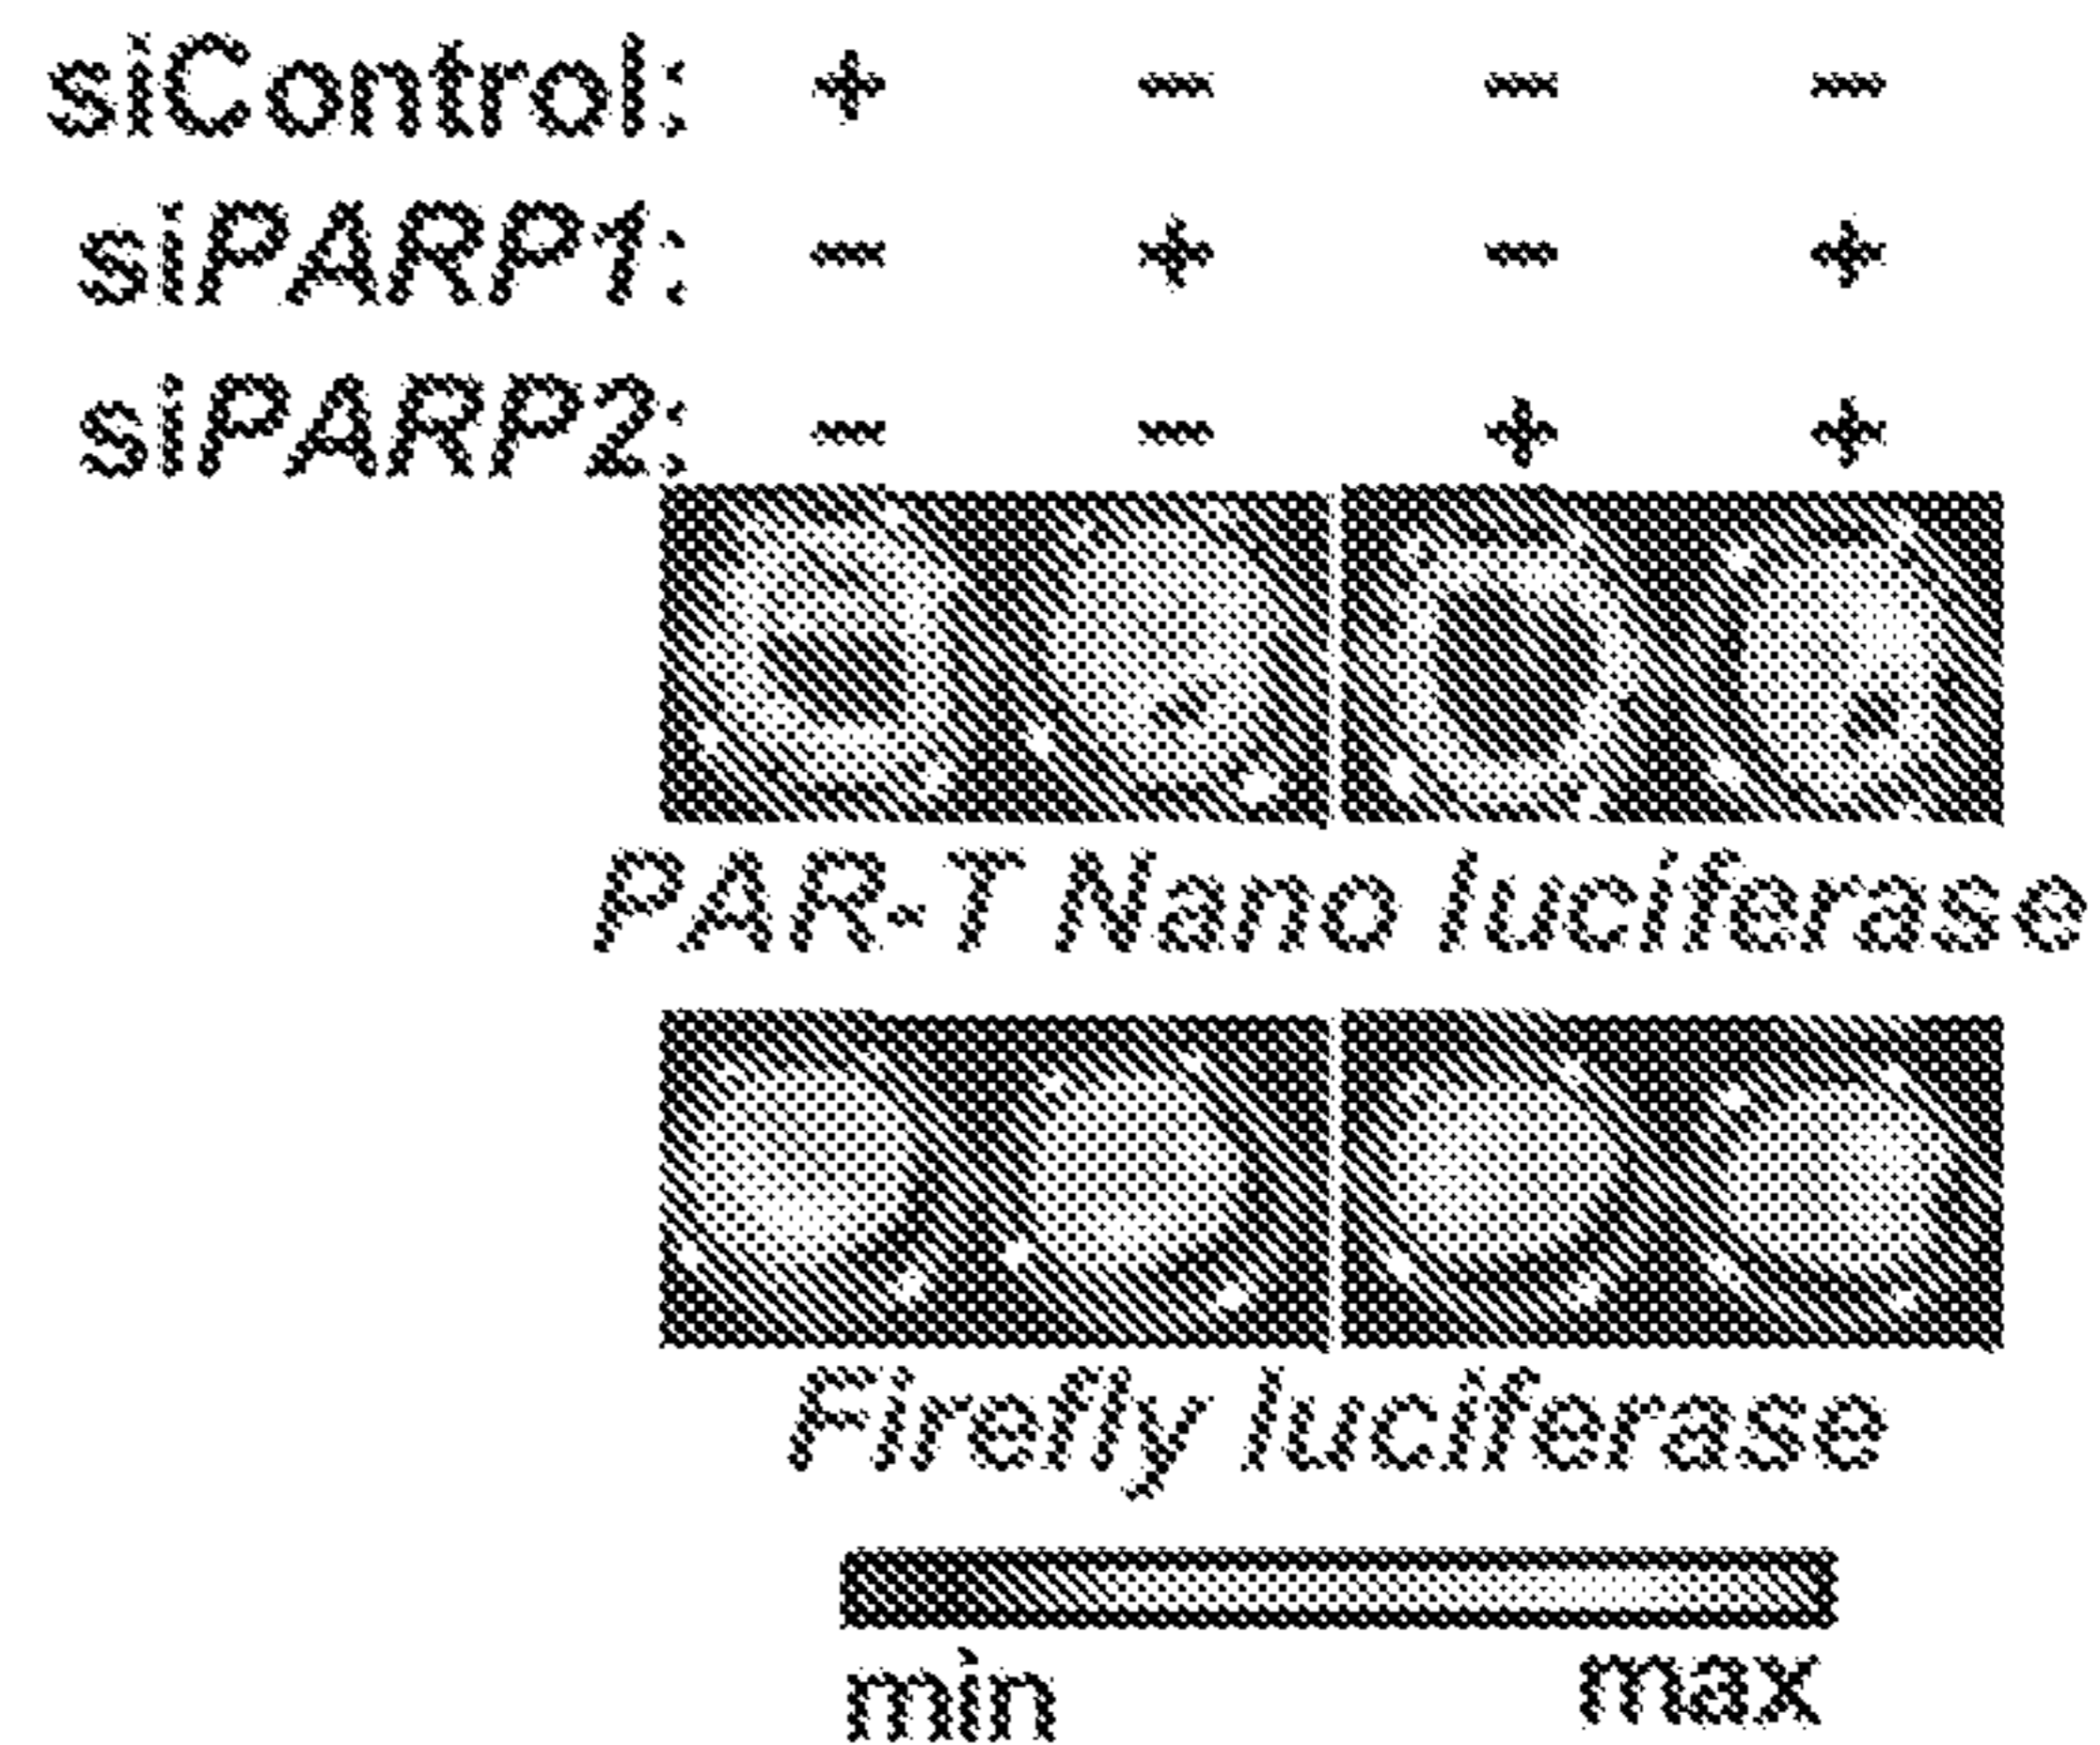 siControl: + – – –
siPARP1: – + – +
siPARP2: – – + +
PAR-T Nano luciferase
Firefly luciferase
min max